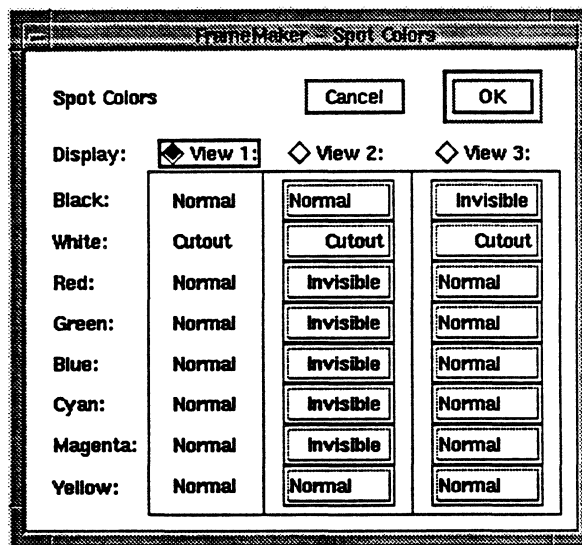 FrameMaker - Spot Colors
Spot Colors Cancel OK
Display: View 1: View 2: View 3:
Black: Normal Normal Invisible
White: Cutout Cutout Cutout
Red: Normal Invisible Normal
Green: Normal Invisible Normal
Blue: Normal Invisible Normal
Cyan: Normal Invisible Normal
Magenta: Normal Invisible Normal
Yellow: Normal Normal Normal